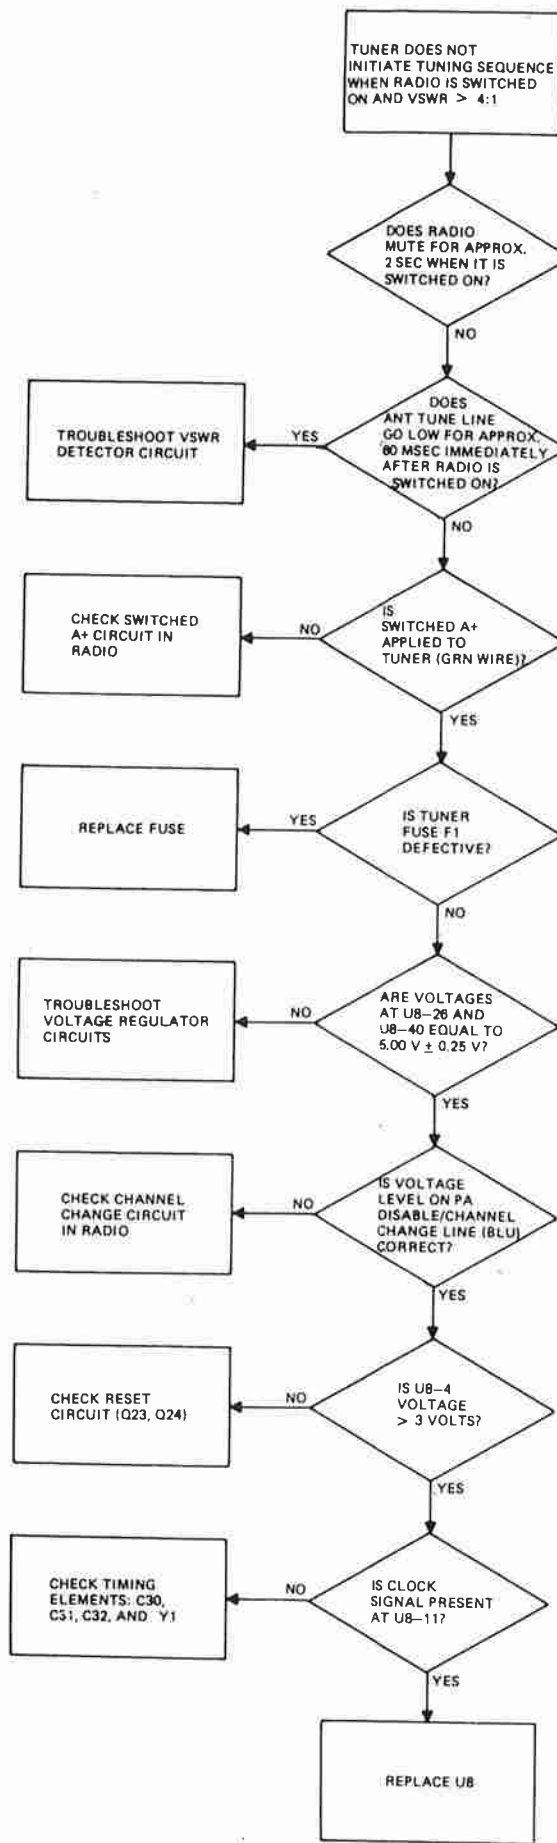 TUNER DOES NOT
INITIATE TUNING SEQUENCE
WHEN RADIO IS SWITCHED
ON AND VSWR > 4:1
DOES RADIO
MUTE FOR APPROX.
2 SEC WHEN IT IS
SWITCHED ON?
NO
DOES
ANT TUNE LINE
GO LOW FOR APPROX.
80 MSEC IMMEDIATELY
AFTER RADIO IS
SWITCHED ON?
YES
TROUBLESHOOT VSWR
DETECTOR CIRCUIT
NO
IS
SWITCHED A+
APPLIED TO
TUNER (GRN WIRE)?
NO
CHECK SWITCHED
A+ CIRCUIT IN
RADIO
YES
IS TUNER
FUSE F1
DEFECTIVE?
YES
REPLACE FUSE
NO
ARE VOLTAGES
AT U8-26 AND
U8-40 EQUAL TO
5.00 V ± 0.25 V?
NO
TROUBLESHOOT
VOLTAGE REGULATOR
CIRCUITS
YES
IS VOLTAGE
LEVEL ON PA
DISABLE/CHANNEL
CHANGE LINE (BLU)
CORRECT?
NO
CHECK CHANNEL
CHANGE CIRCUIT
IN RADIO
YES
IS U8-4
VOLTAGE
> 3 VOLTS?
NO
CHECK RESET
CIRCUIT (Q23, Q24)
YES
IS CLOCK
SIGNAL PRESENT
AT U8-11?
NO
CHECK TIMING
ELEMENTS: C30,
C31, C32, AND Y1
YES
REPLACE U8